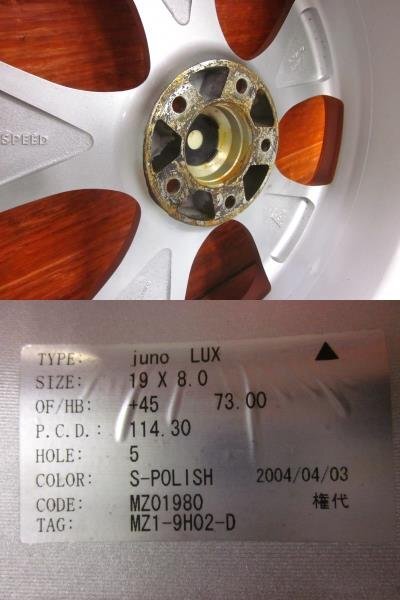 SPEED
TYPE: juno LUX ▲
SIZE: 19 X 8.0
OF/HB: +45 73.00
P.C.D.: 114.30
HOLE: 5
COLOR: S-POLISH 2004/04/03
CODE: MZ01980 権代
TAG: MZ1-9H02-D